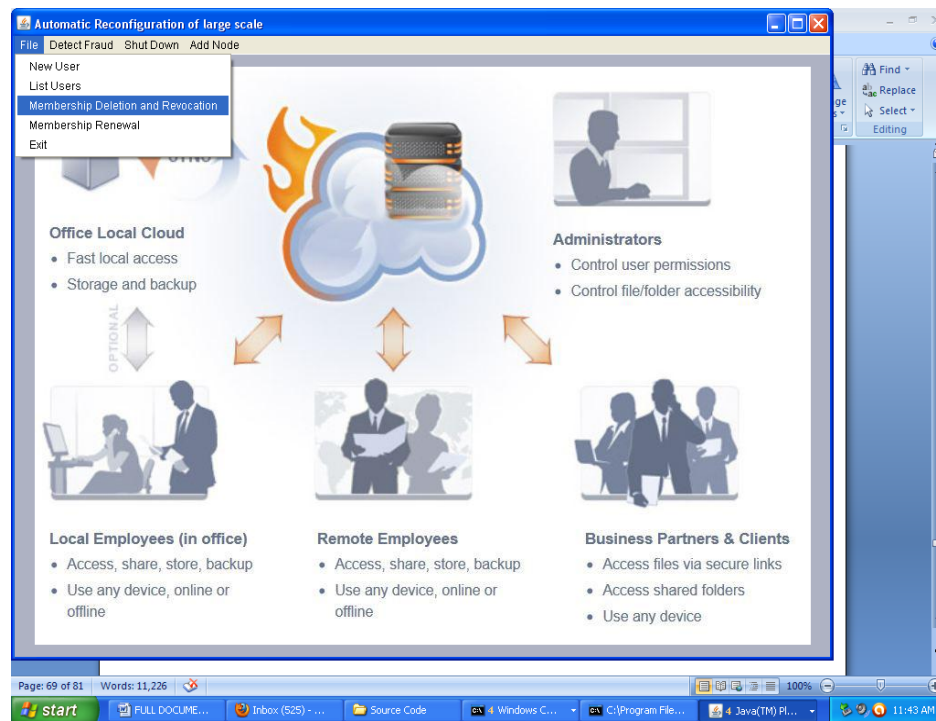 Automatic Reconfiguration of large scale
File Detect Fraud Shut Down Add Node
New User
List Users
Membership Deletion and Revocation
Membership Renewal
Exit
Find
Replace
Select
Editing
Office Local Cloud
• Fast local access
• Storage and backup
OPTIONAL
Administrators
• Control user permissions
• Control file/folder accessibility
Local Employees (in office)
• Access, share, store, backup
• Use any device, online or
offline
Remote Employees
• Access, share, store, backup
• Use any device, online or
offline
Business Partners & Clients
• Access files via secure links
• Access shared folders
• Use any device
Page: 69 of 81 Words: 11,226 100%
start FULL DOCUME... Inbox (525) - ... Source Code 4 Windows C... C:\Program File... 4 Java(TM) Pl... 11:43 AM